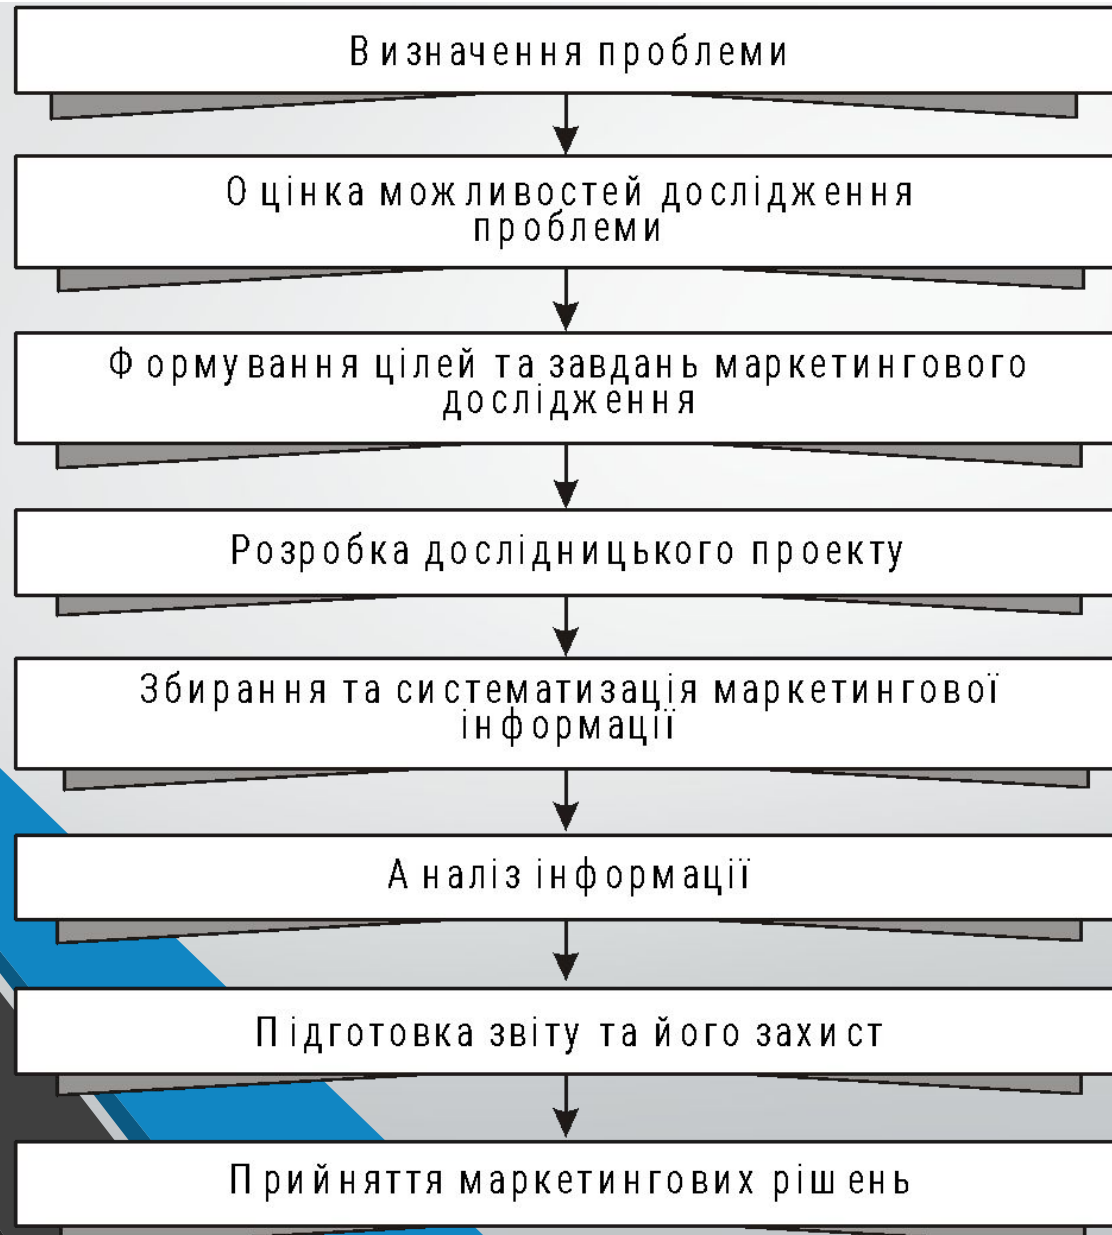 Визначення проблеми
Оцінка можливостей дослідження
проблеми
Формування цілей та завдань маркетингового
дослідження
Розробка дослідницького проекту
Збирання та систематизація маркетингової
інформації
Аналіз інформації
Підготовка звіту та його захист
Прийняття маркетингових рішень